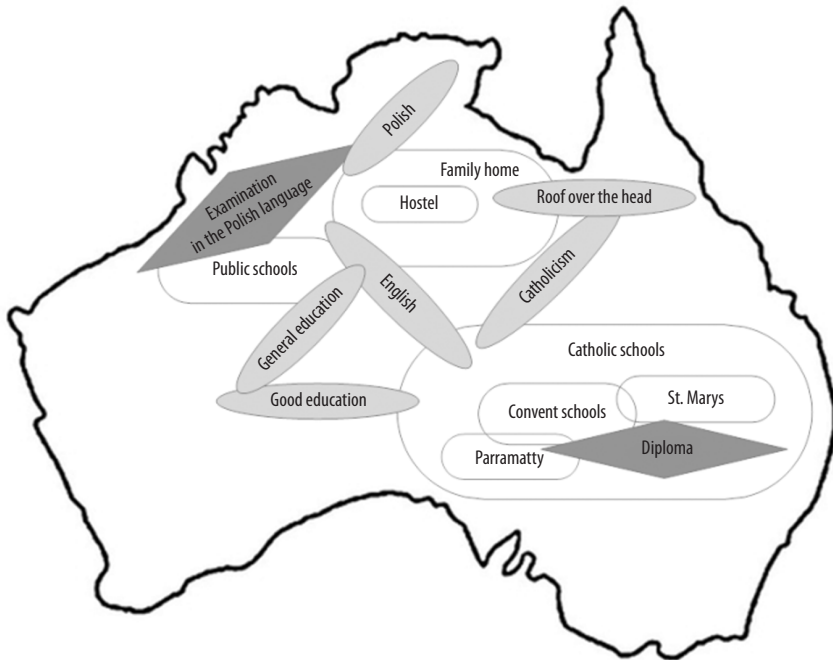 Polish
Family home
Roof over the head
Hostel
Examination
in the Polish language
Public schools
English
Catholicism
General education
Catholic schools
Good education
St. Marys
Convent schools
Diploma
Parramatty